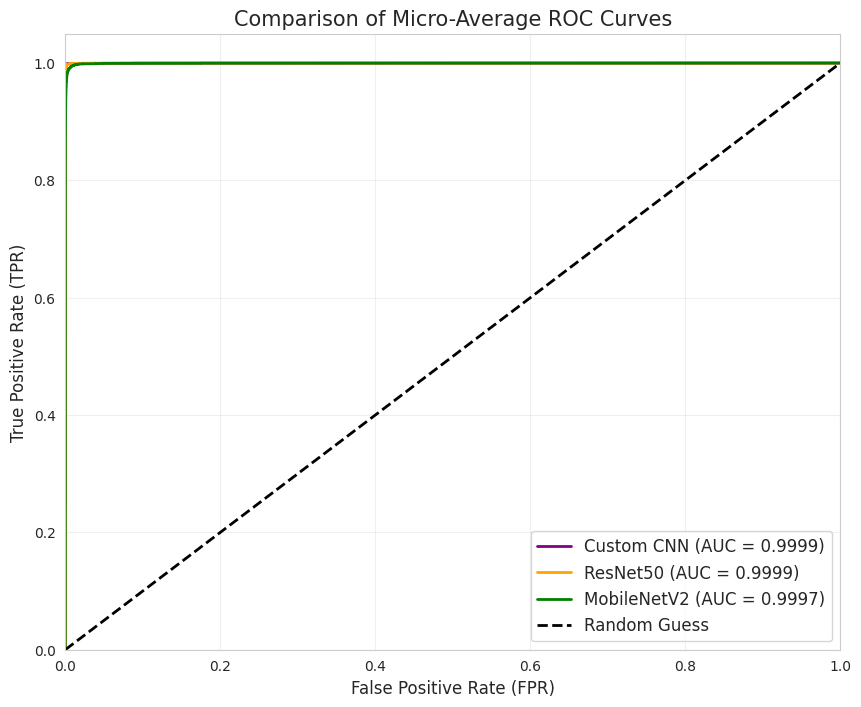 Comparison of Micro-Average ROC Curves
True Positive Rate (TPR)
1.0
0.8
0.6
0.4
0.2
0.0
Custom CNN (AUC = 0.9999)
ResNet50 (AUC = 0.9999)
MobileNetV2 (AUC = 0.9997)
Random Guess
0.0 0.2 0.4 0.6 0.8 1.0
False Positive Rate (FPR)